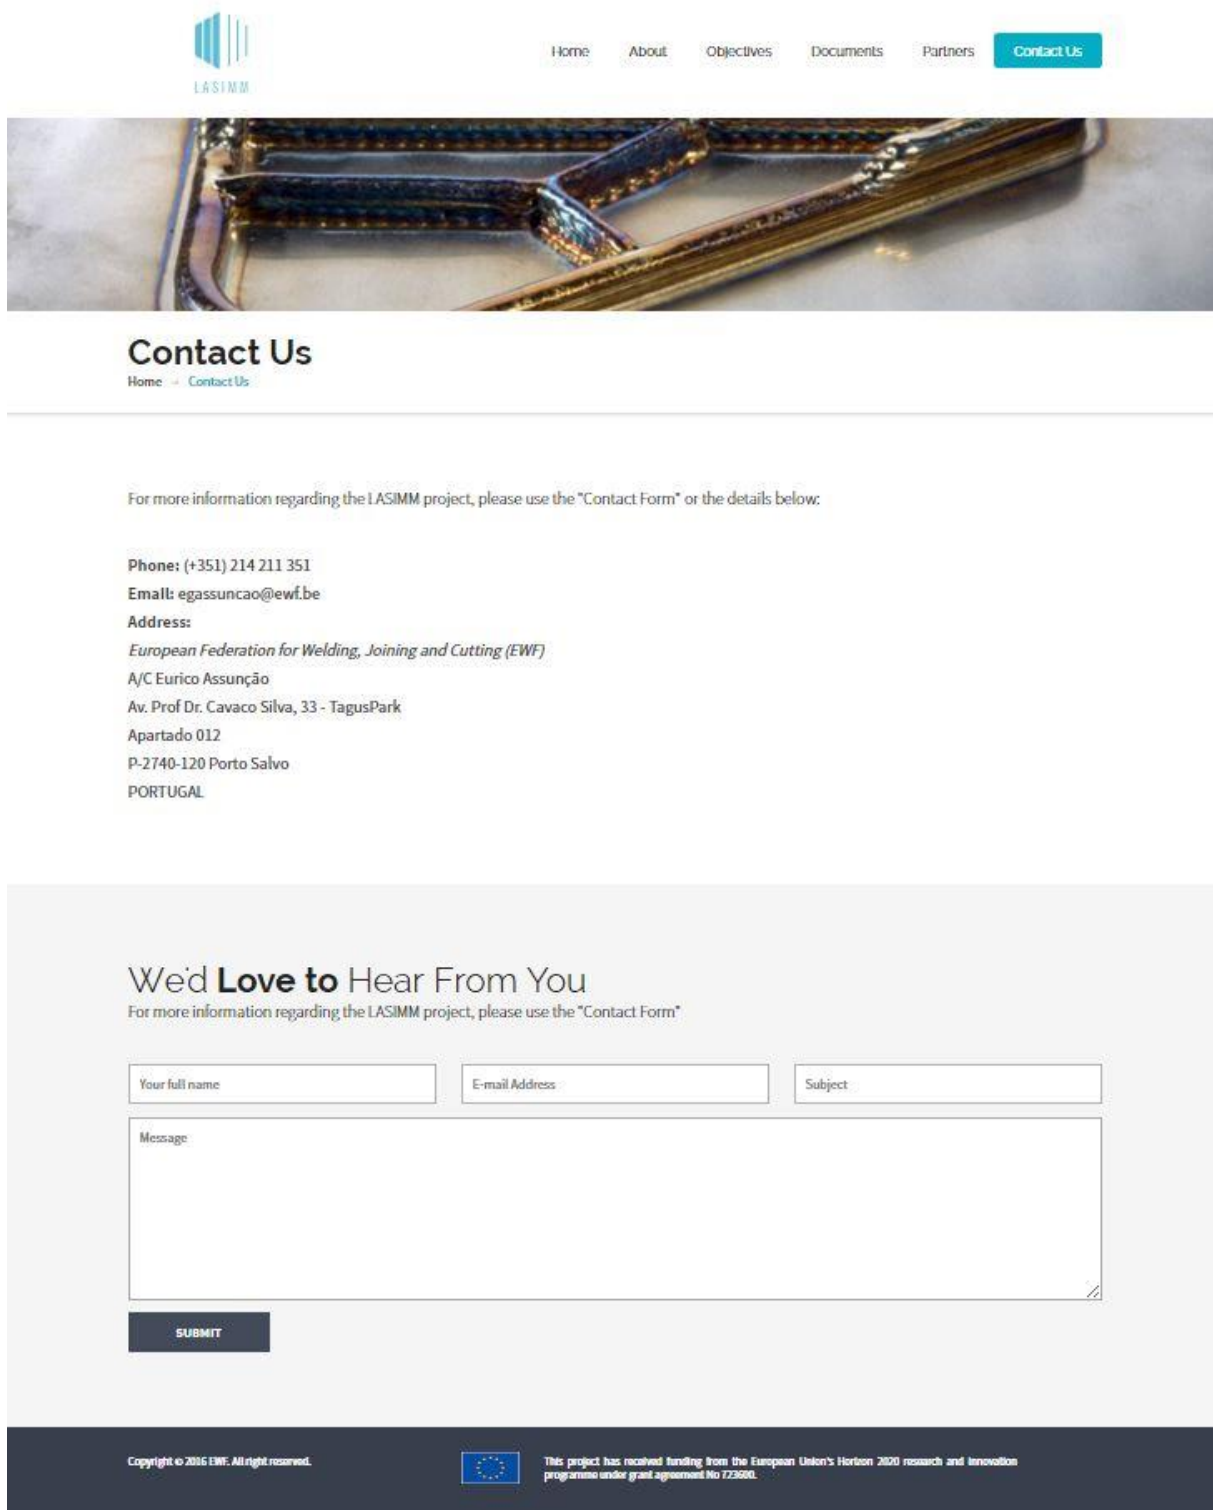 LASIMM
Home About Objectives Documents Partners Contact Us
Contact Us
Home → Contact Us
For more information regarding the LASIMM project, please use the "Contact Form" or the details below:
Phone: (+351) 214 211 351
Email: egassuncao@ewf.be
Address:
European Federation for Welding, Joining and Cutting (EWF)
A/C Eurico Assunção
Av. Prof Dr. Cavaco Silva, 33 - TagusPark
Apartado 012
P-2740-120 Porto Salvo
PORTUGAL
We'd Love to Hear From You
For more information regarding the LASIMM project, please use the "Contact Form"
Your full name E-mail Address Subject
Message
SUBMIT
Copyright © 2016 EWF. All right reserved.
This project has received funding from the European Union's Horizon 2020 research and innovation
programme under grant agreement No 723600.